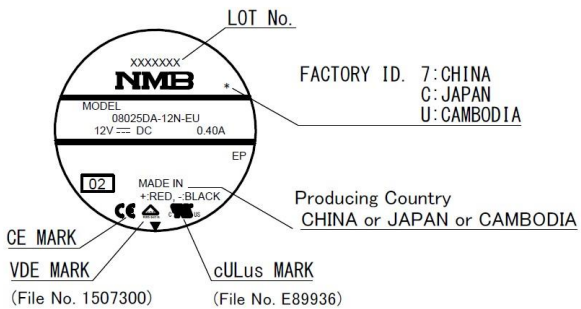 LOT No.
XXXXXXX
NMB
*
FACTORY ID. 7:CHINA
C:JAPAN
U:CAMBODIA
MODEL
08025DA-12N-EU
12V ⎓ DC 0.40A
EP
02
MADE IN
+:RED, -:BLACK
CE
c us
Producing Country
CHINA or JAPAN or CAMBODIA
CE MARK
VDE MARK
(File No. 1507300)
cULus MARK
(File No. E89936)